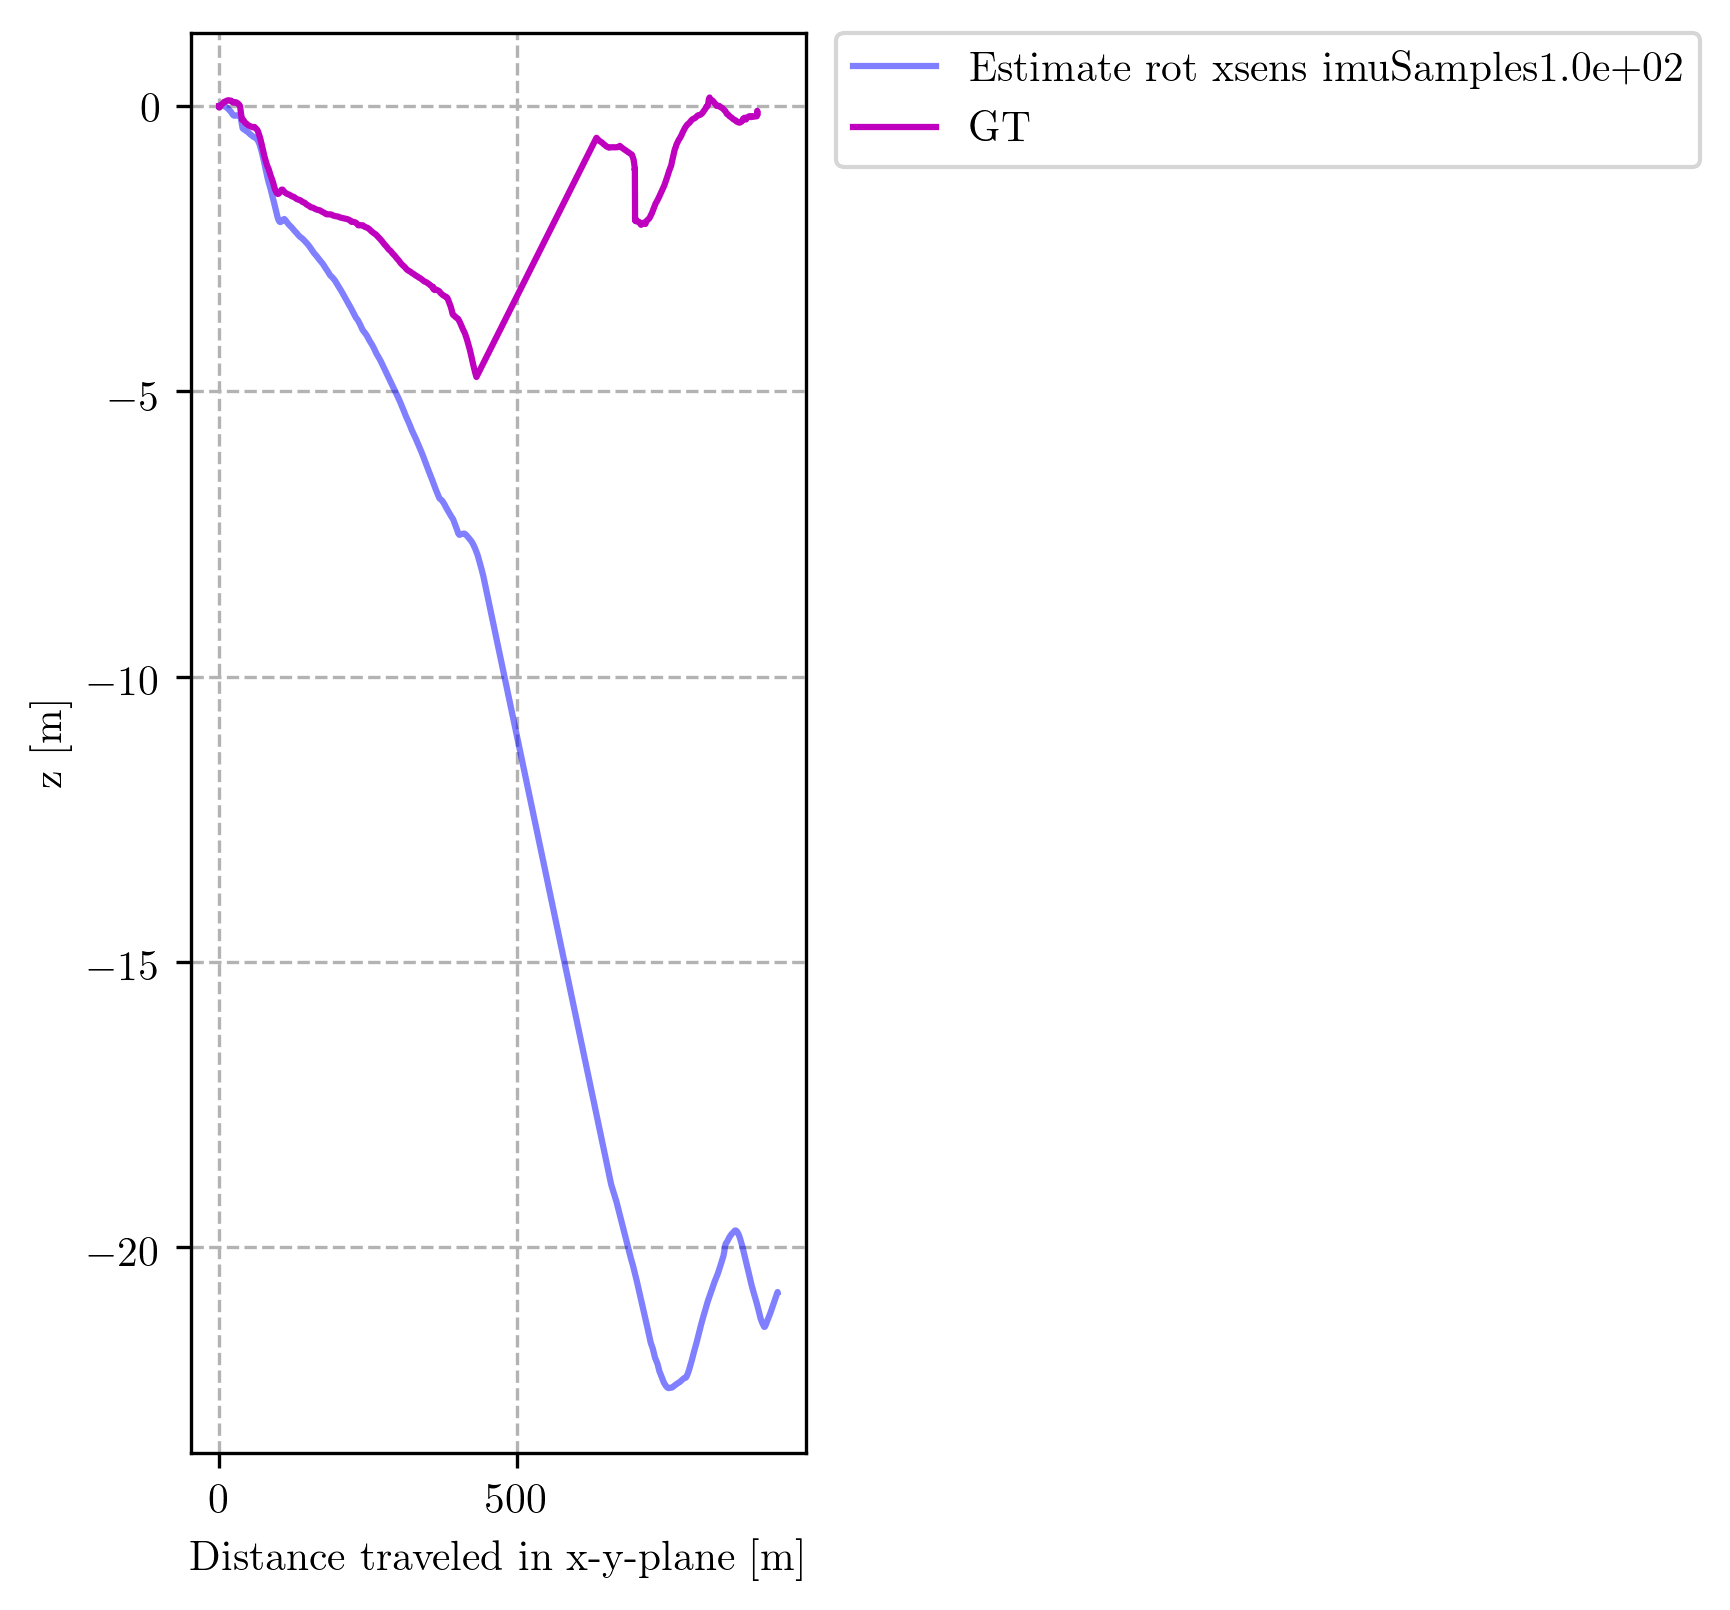 Estimate rot xsens imuSamples1.0e+02
GT
0
−5
−10
−15
−20
z [m]
0 500
Distance traveled in x-y-plane [m]